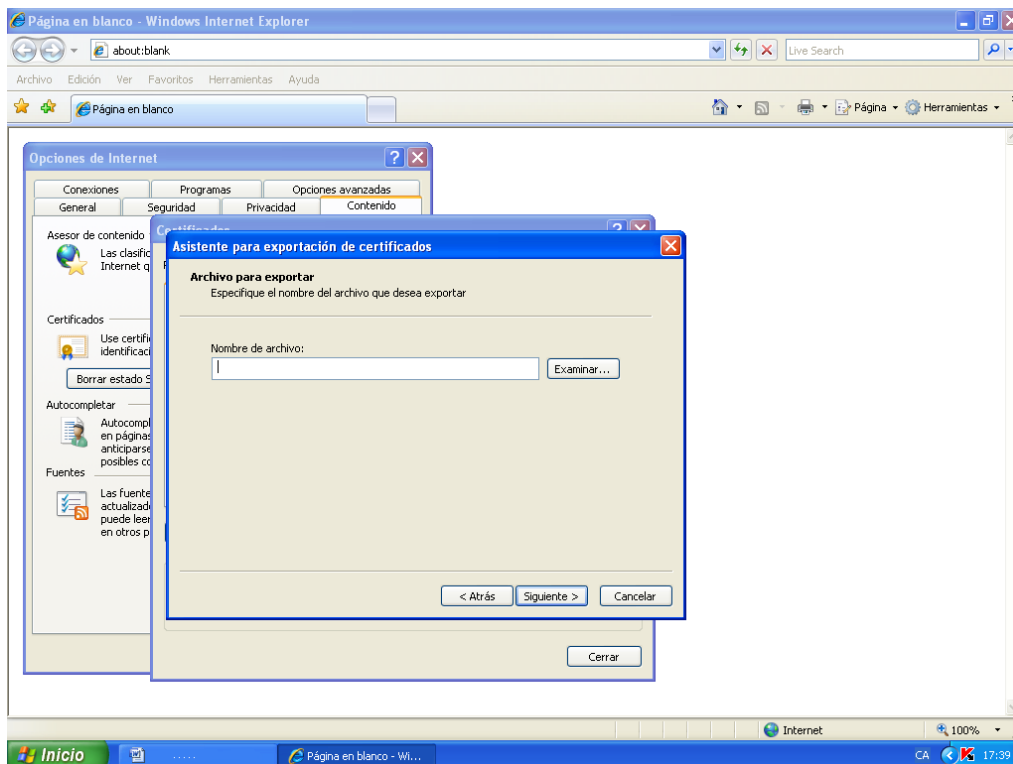 Página en blanco - Windows Internet Explorer
about:blank
Live Search
Archivo Edición Ver Favoritos Herramientas Ayuda
Página en blanco
Página Herramientas
Opciones de Internet
Conexiones Programas Opciones avanzadas
General Seguridad Privacidad Contenido
Asesor de contenido
Las clasific
Internet q
Certificados
Use certifi
identificaci
Borrar estado S
Autocompletar
Autocompl
en páginas
anticiparse
posibles co
Fuentes
Las fuente
actualizad
puede leer
en otros p
Certificados
Asistente para exportación de certificados
Archivo para exportar
Especifique el nombre del archivo que desea exportar
Nombre de archivo:
Examinar...
< Atrás Siguiente > Cancelar
Cerrar
Internet 100%
Inicio ..... Página en blanco - Wi... CA 17:39